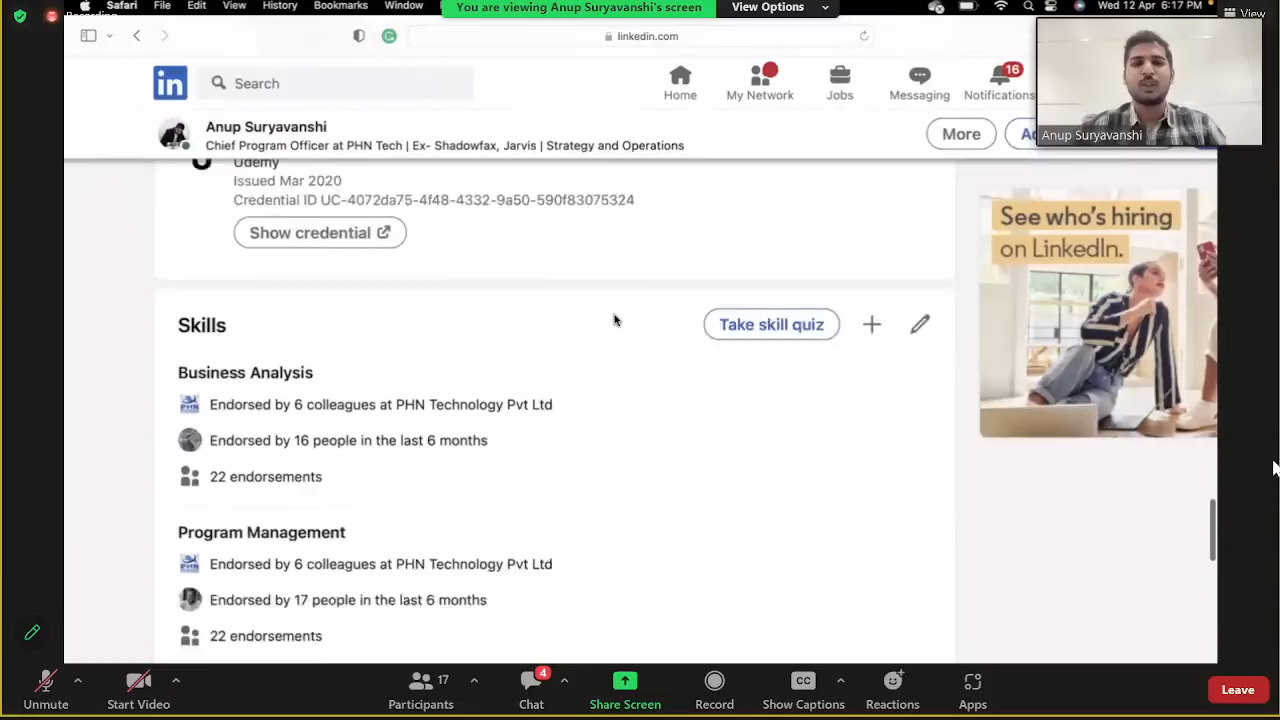 Safari File Edit View History Bookmarks Window
You are viewing Anup Suryavanshi's screen View Options
Wed 12 Apr 6:17 PM
View
Recording
linkedin.com
in Search
Home My Network Jobs Messaging Notifications 16
Anup Suryavanshi
Chief Program Officer at PHN Tech | Ex- Shadowfax, Jarvis | Strategy and Operations
More
Anup Suryavanshi
Udemy
Issued Mar 2020
Credential ID UC-4072da75-4f48-4332-9a50-590f83075324
Show credential
See who's hiring
on LinkedIn.
Skills
Take skill quiz
Business Analysis
Endorsed by 6 colleagues at PHN Technology Pvt Ltd
Endorsed by 16 people in the last 6 months
22 endorsements
Program Management
Endorsed by 6 colleagues at PHN Technology Pvt Ltd
Endorsed by 17 people in the last 6 months
22 endorsements
17 4 CC
Unmute Start Video Participants Chat Share Screen Record Show Captions Reactions Apps Leave